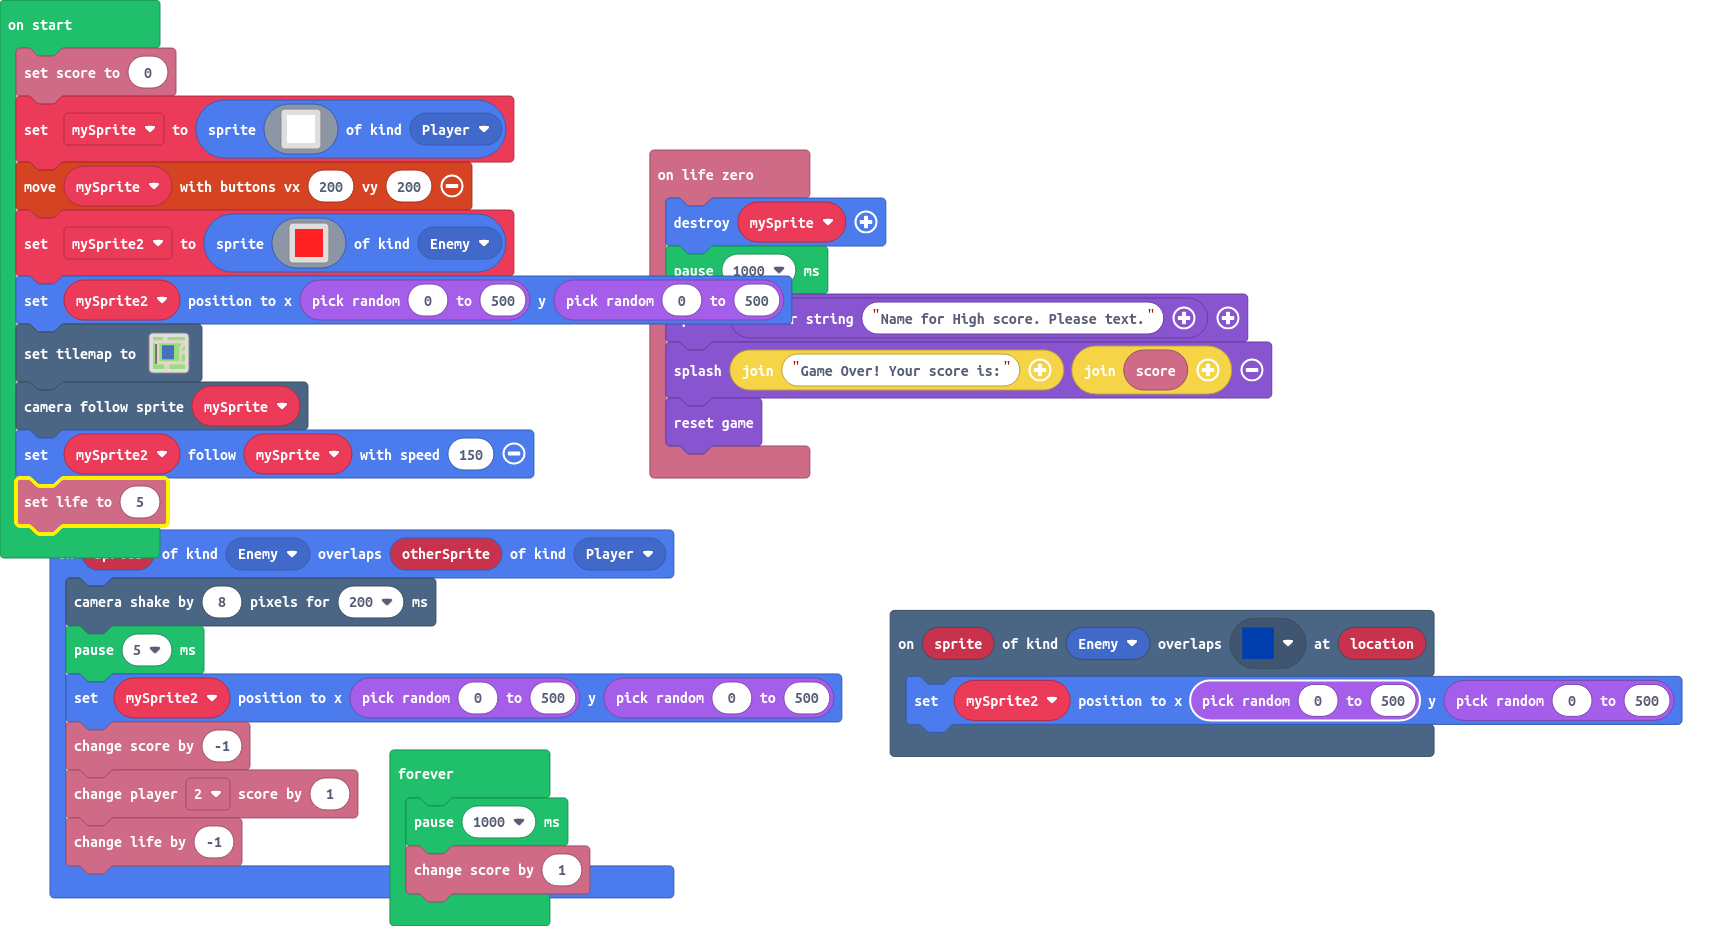 on start
set score to 0
set mySprite to sprite of kind Player
move mySprite with buttons vx 200 vy 200
set mySprite2 to sprite of kind Enemy
set mySprite2 position to x pick random 0 to 500 y pick random 0 to 500
set tilemap to
camera follow sprite mySprite
set mySprite2 follow mySprite with speed 150
set life to 5
on life zero
destroy mySprite
pause 1000 ms
string "Name for High score. Please text."
splash join "Game Over! Your score is:" join score
reset game
of kind Enemy overlaps otherSprite of kind Player
camera shake by 8 pixels for 200 ms
pause 5 ms
set mySprite2 position to x pick random 0 to 500 y pick random 0 to 500
change score by -1
change player 2 score by 1
change life by -1
forever
pause 1000 ms
change score by 1
on sprite of kind Enemy overlaps at location
set mySprite2 position to x pick random 0 to 500 y pick random 0 to 500